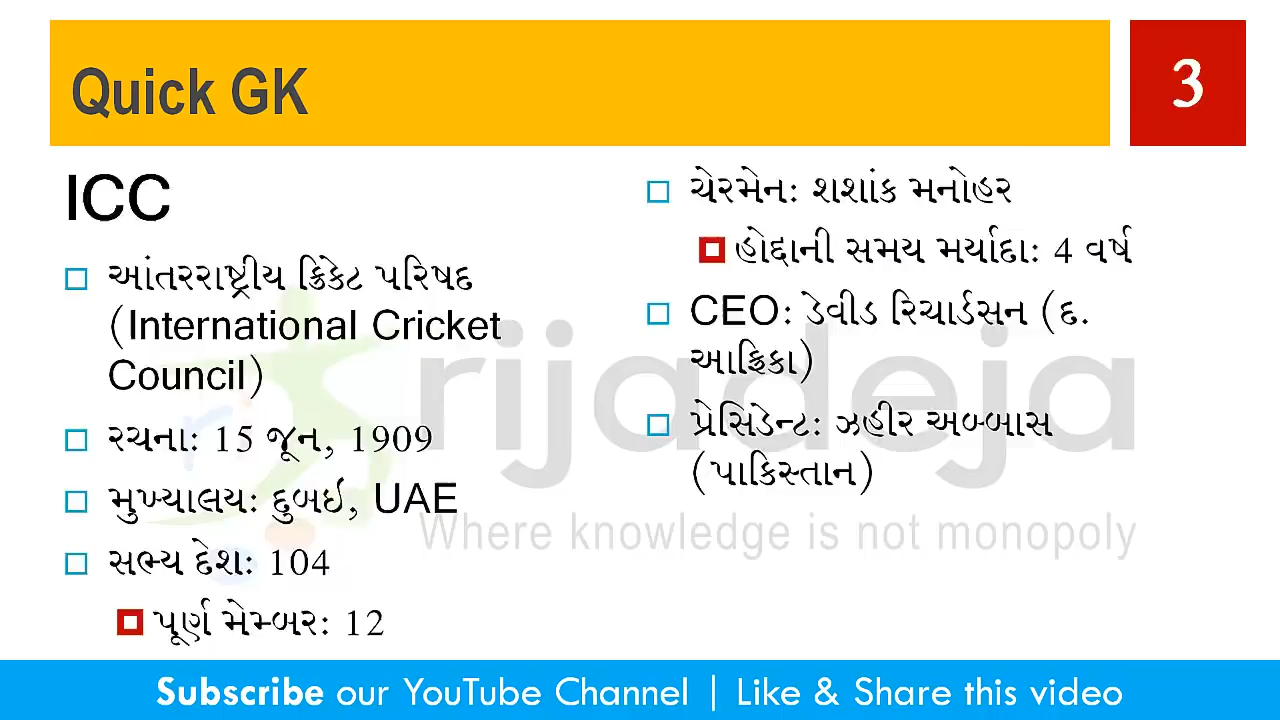 Quick GK
3
ICC
આંતરરાષ્ટ્રીય ક્રિકેટ પરિષદ
(International Cricket
Council)
રચના: 15 જૂન, 1909
મુખ્યાલય: દુબઈ, UAE
સભ્ય દેશ: 104
પૂર્ણ મેમ્બર: 12
ચેરમેન: શશાંક મનોહર
હોદ્દાની સમય મર્યાદા: 4 વર્ષ
CEO: ડેવીડ રિચાર્ડસન (દ.
આફ્રિકા)
પ્રેસિડેન્ટ: ઝહીર અબ્બાસ
(પાકિસ્તાન)
rijadeja
Where knowledge is not monopoly
Subscribe our YouTube Channel | Like & Share this video